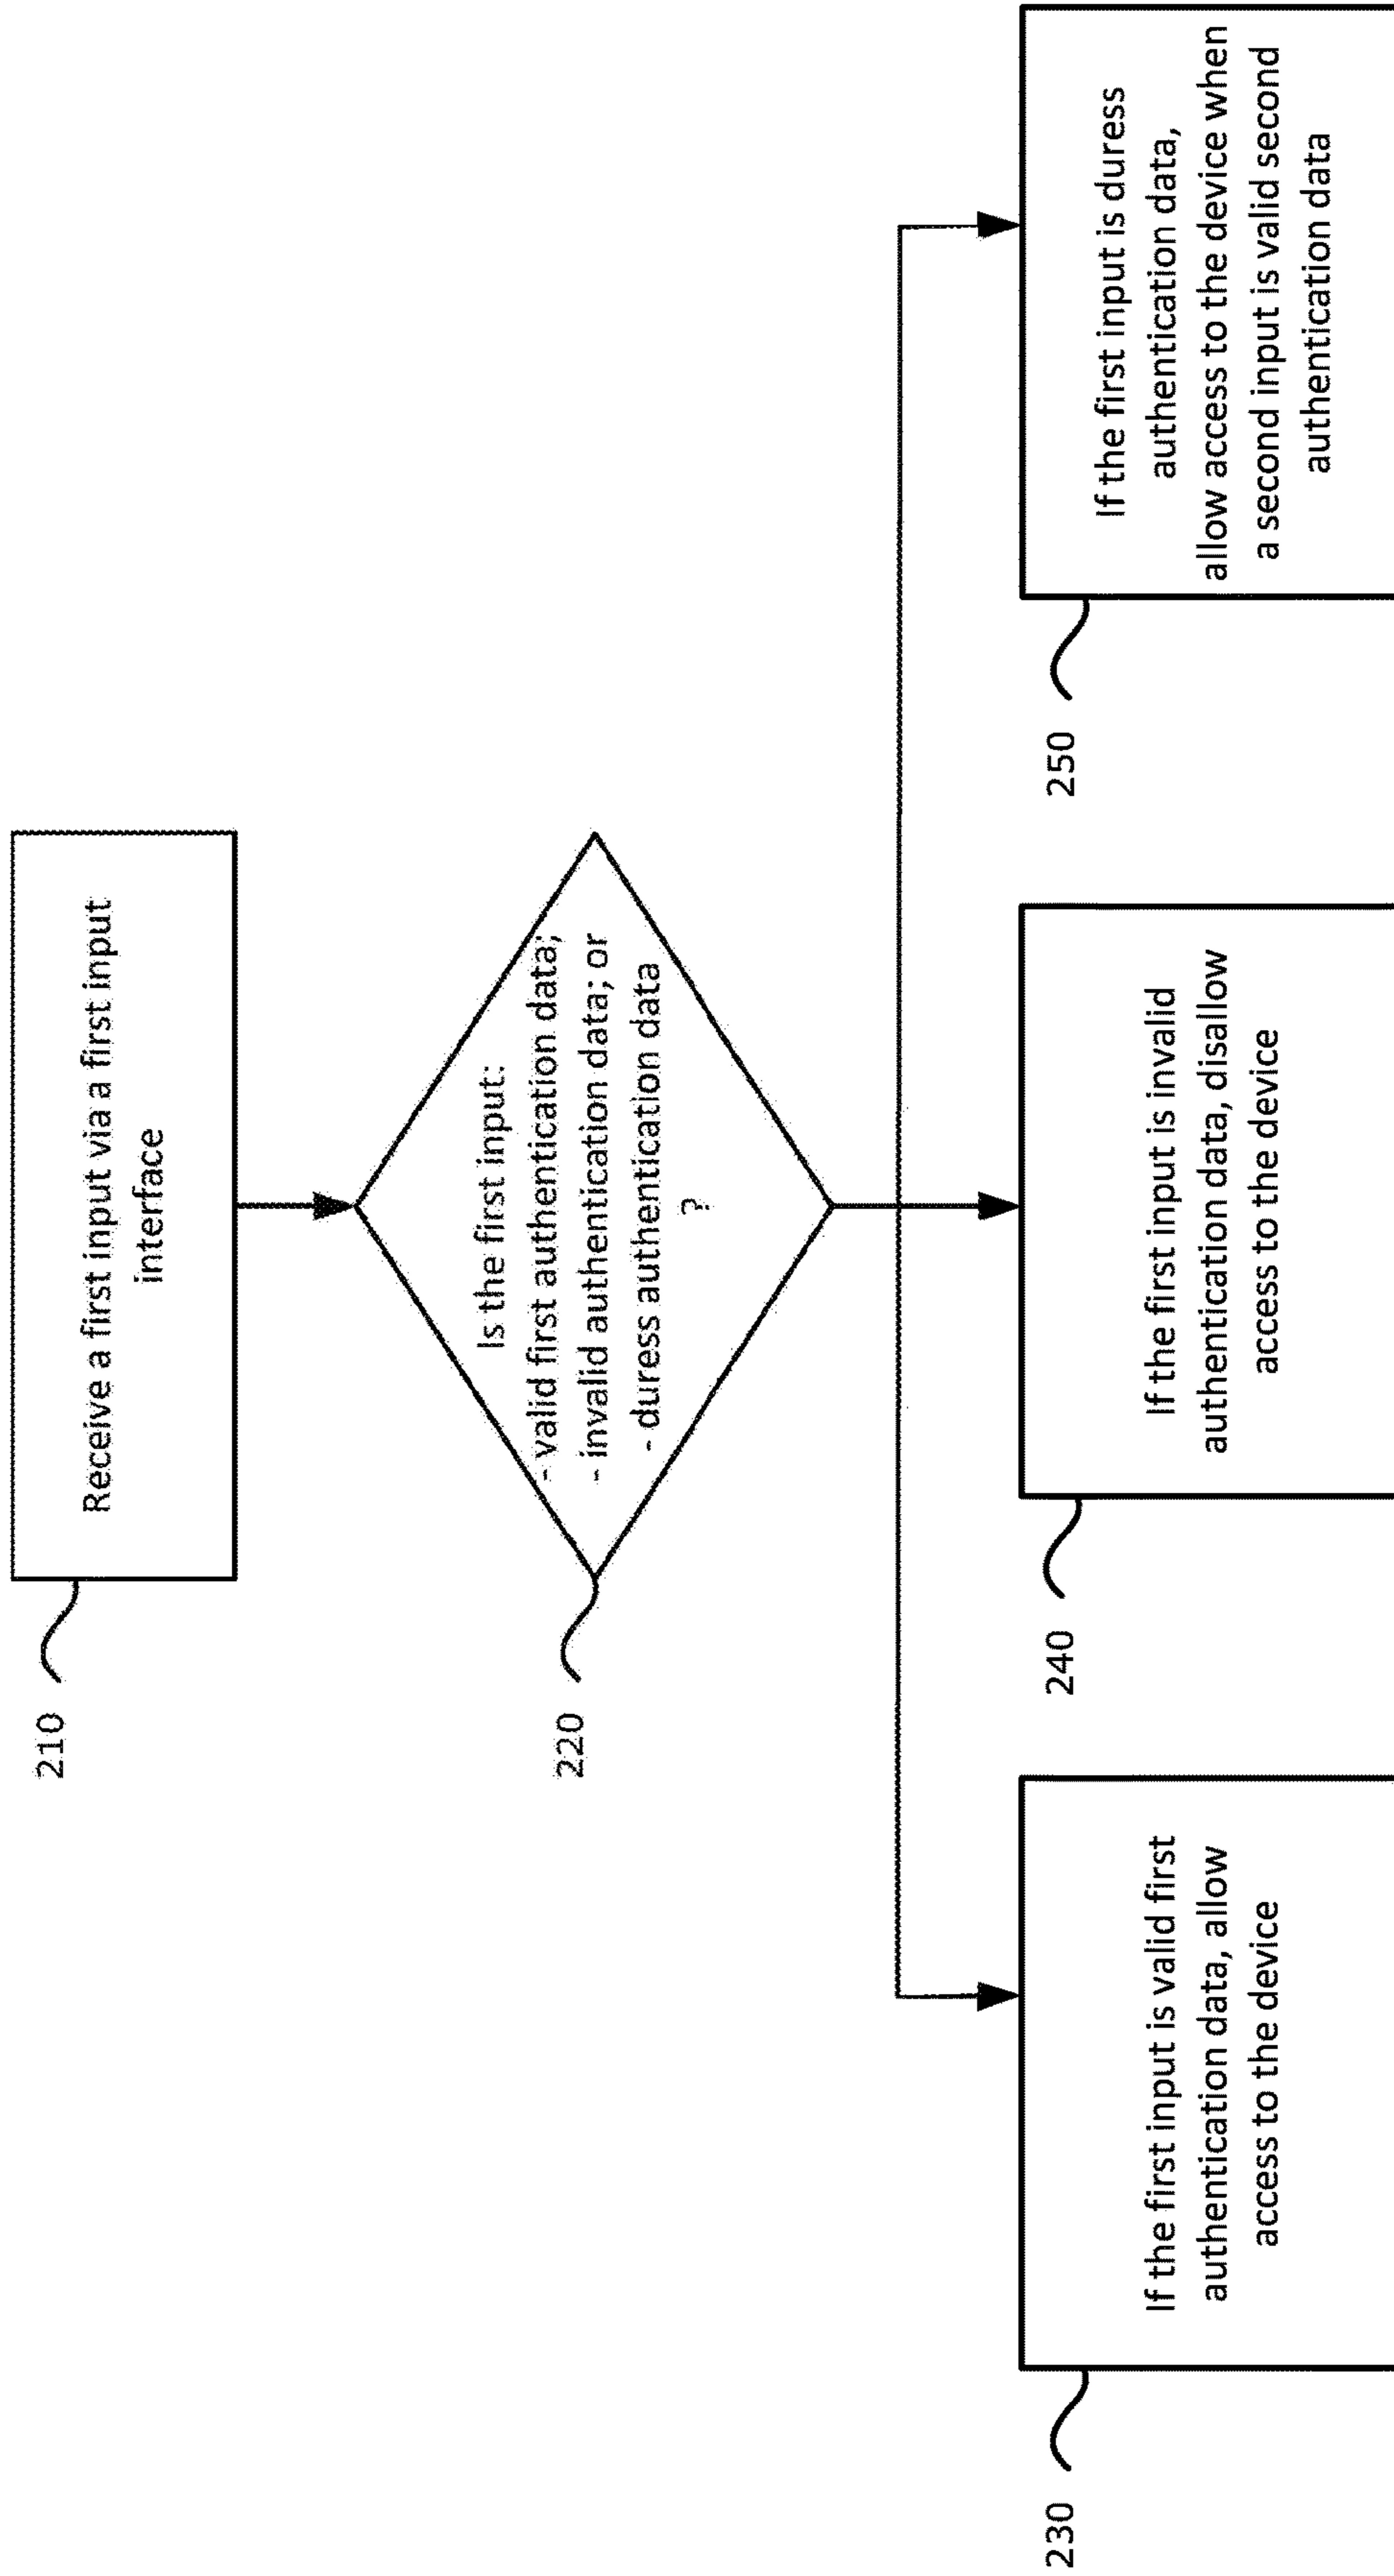 210
Receive a first input via a first input
interface
220
Is the first input:
- valid first authentication data;
- invalid authentication data; or
- duress authentication data
?
230
If the first input is valid first
authentication data, allow
access to the device
240
If the first input is invalid
authentication data, disallow
access to the device
250
If the first input is duress
authentication data,
allow access to the device when
a second input is valid second
authentication data